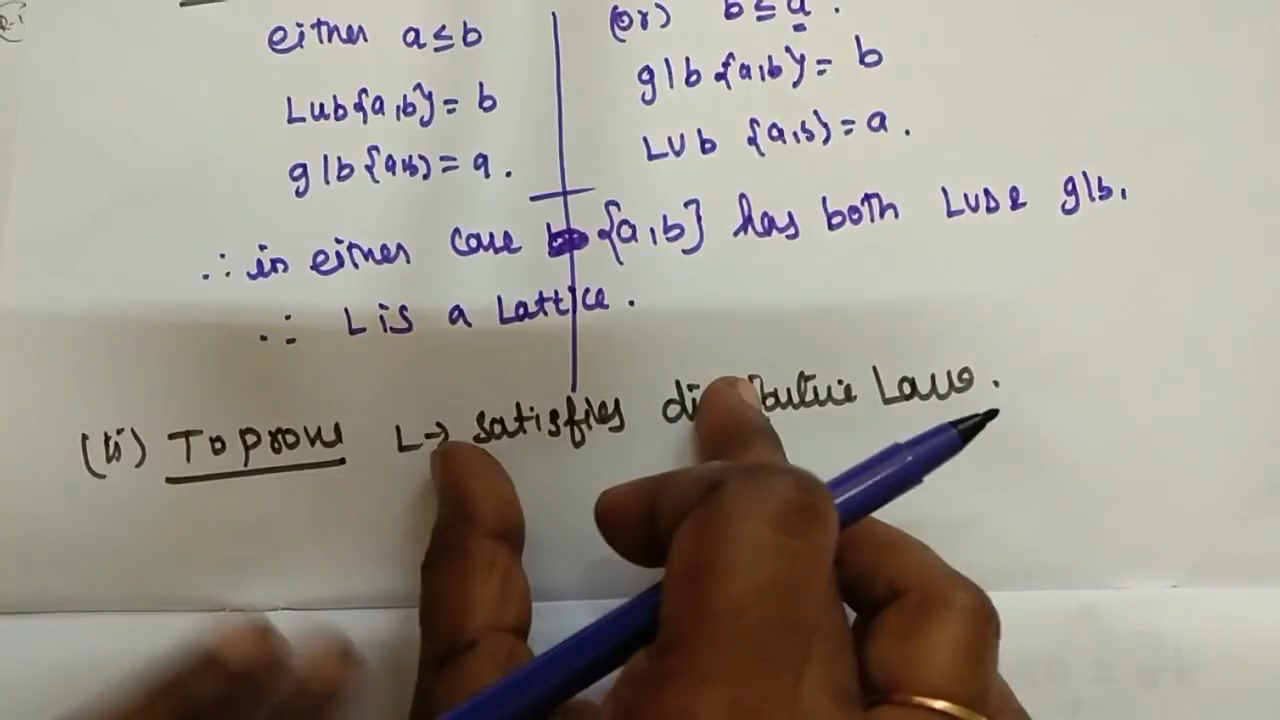 either a ≤ b
Lub{a,b} = b
glb{a,b} = a.
(or) b ≤ a.
glb {a,b} = b
LUb {a,b} = a.
∴ in either case {a,b} has both LUB & glb.
∴ L is a Lattice.
(ii) To prove L → satisfies Laws.